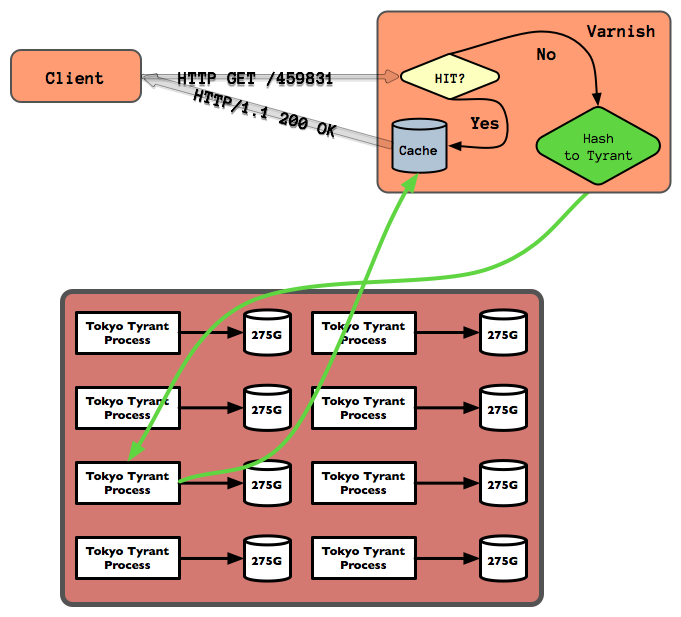 Varnish
No
Client
HTTP GET /459831
HIT?
HTTP/1.1 200 OK
Yes
Cache
Hash
to Tyrant
Tokyo Tyrant
Process
275G
Tokyo Tyrant
Process
275G
Tokyo Tyrant
Process
275G
Tokyo Tyrant
Process
275G
Tokyo Tyrant
Process
275G
Tokyo Tyrant
Process
275G
Tokyo Tyrant
Process
275G
Tokyo Tyrant
Process
275G